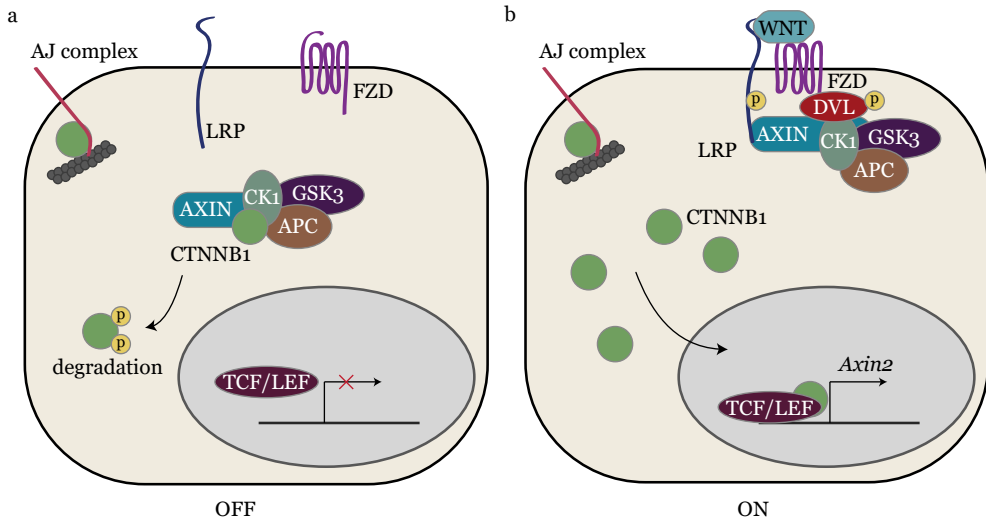 a
AJ complex
LRP
FZD
AXIN
CK1
GSK3
APC
CTNNB1
p
p
degradation
TCF/LEF
OFF
b
AJ complex
WNT
FZD
p
DVL
p
AXIN
CK1
GSK3
LRP
APC
CTNNB1
Axin2
TCF/LEF
ON